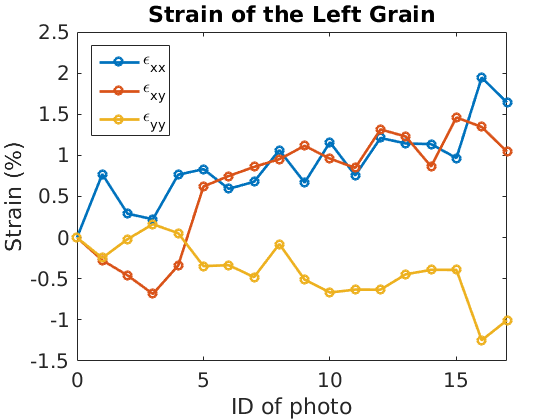 Strain of the Left Grain
2.5
2
1.5
1
0.5
0
-0.5
-1
-1.5
Strain (%)
ϵxx
ϵxy
ϵyy
0
5
10
15
ID of photo